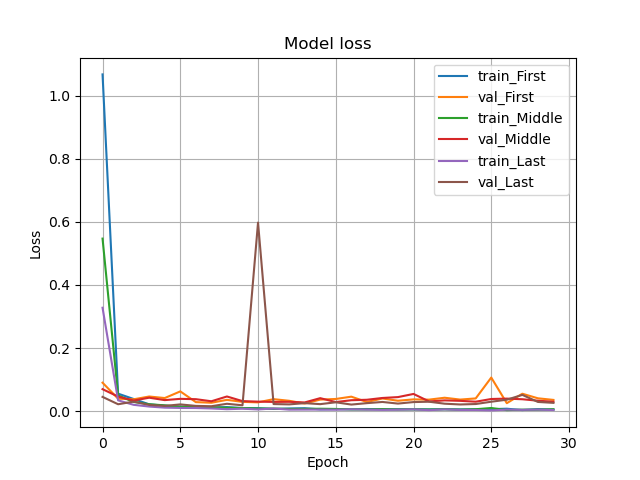 Model loss
train_First
val_First
train_Middle
val_Middle
train_Last
val_Last
Loss
1.0
0.8
0.6
0.4
0.2
0.0
0 5 10 15 20 25 30
Epoch